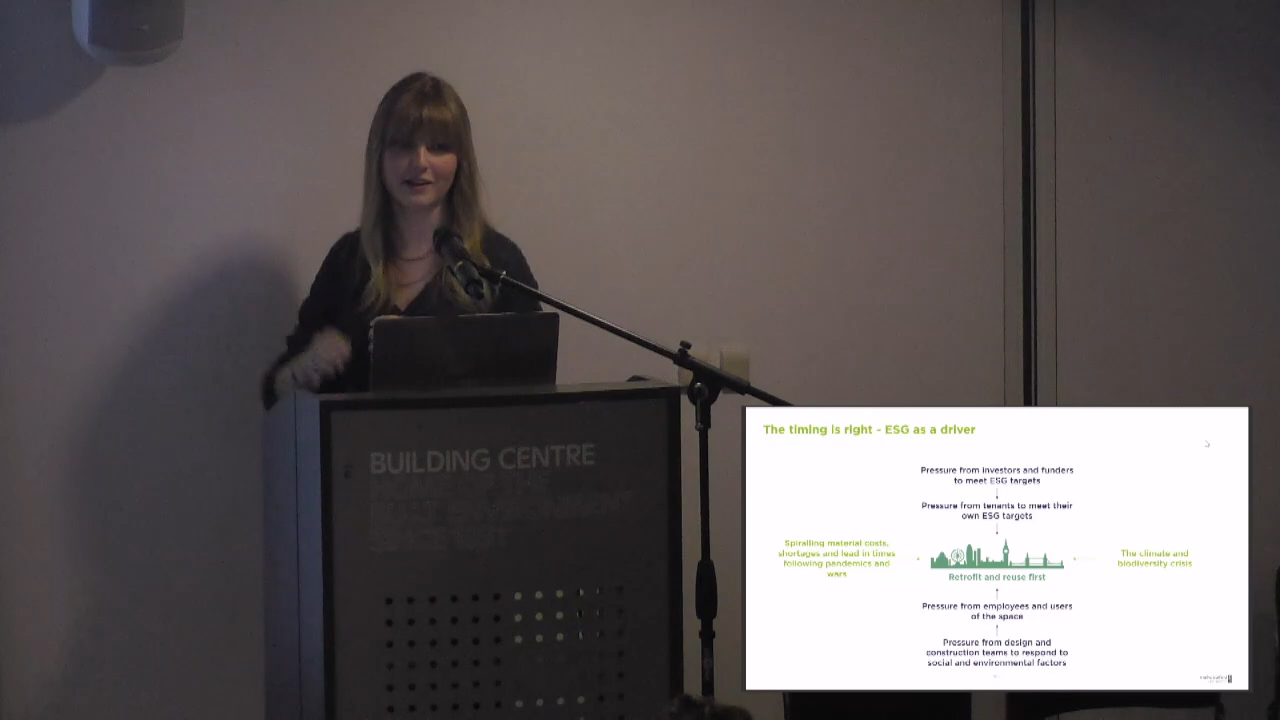 BUILDING CENTRE
The timing is right - ESG as a driver
Pressure from investors and funders
to meet ESG targets
Pressure from tenants to meet their
own ESG targets
Spiralling material costs,
shortages and lead in times
following pandemics and
wars
The climate and
biodiversity crisis
Retrofit and reuse first
Pressure from employees and users
of the space
Pressure from design and
construction teams to respond to
social and environmental factors